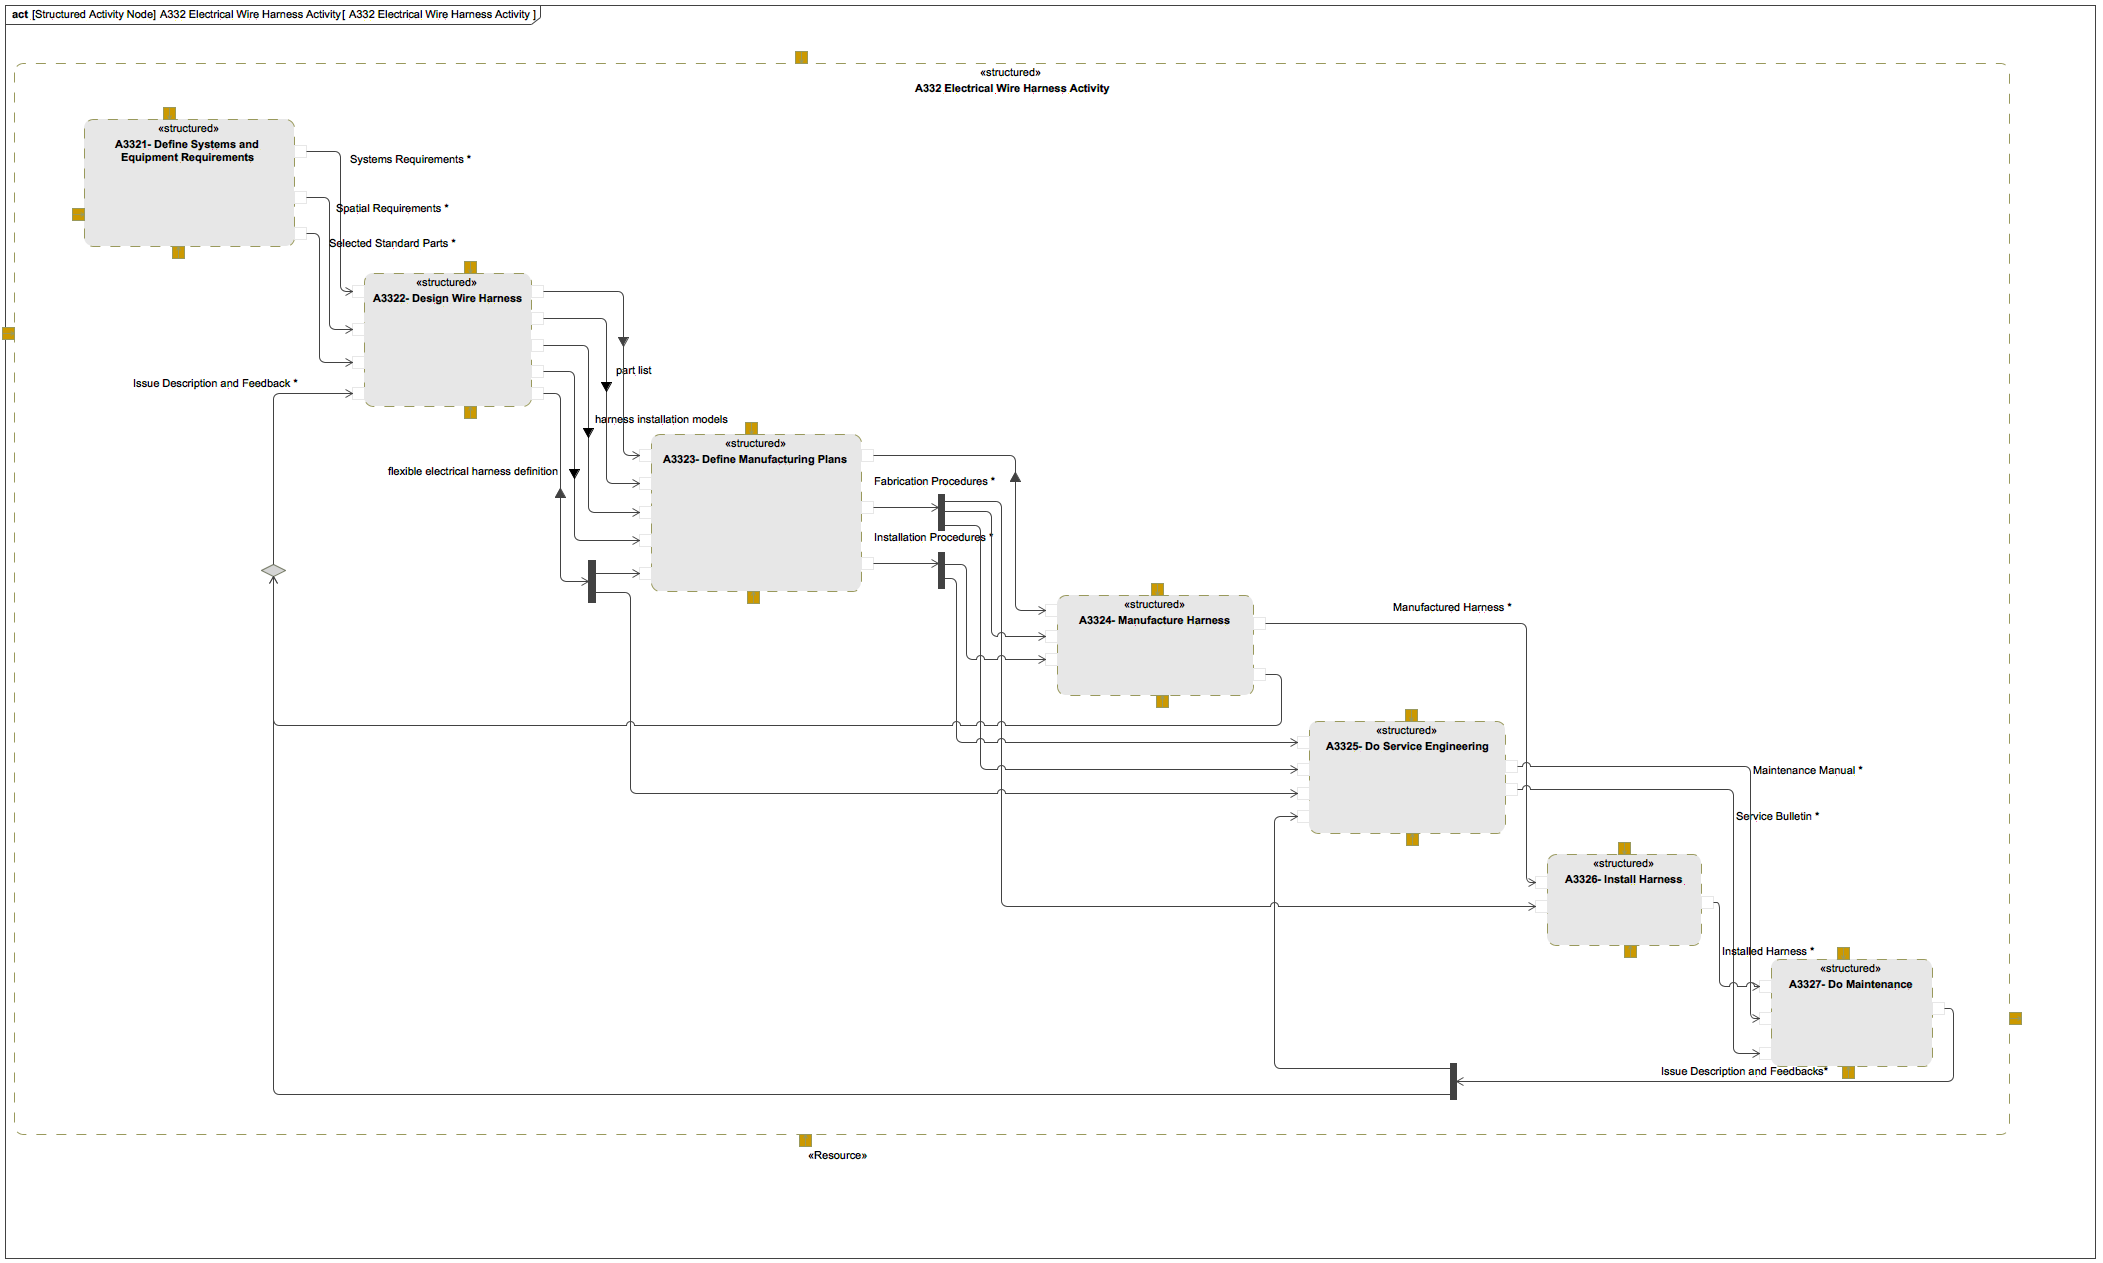 act [Structured Activity Node] A332 Electrical Wire Harness Activity[ A332 Electrical Wire Harness Activity ]
«structured»
A332 Electrical Wire Harness Activity
«structured»
A3321- Define Systems and
Equipment Requirements
Systems Requirements *
Spatial Requirements *
Selected Standard Parts *
«structured»
A3322- Design Wire Harness
Issue Description and Feedback *
part list
harness installation models
flexible electrical harness definition
«structured»
A3323- Define Manufacturing Plans
Fabrication Procedures *
Installation Procedures *
«structured»
A3324- Manufacture Harness
Manufactured Harness *
«structured»
A3325- Do Service Engineering
Maintenance Manual *
Service Bulletin *
«structured»
A3326- Install Harness
Installed Harness *
«structured»
A3327- Do Maintenance
Issue Description and Feedbacks*
«Resource»